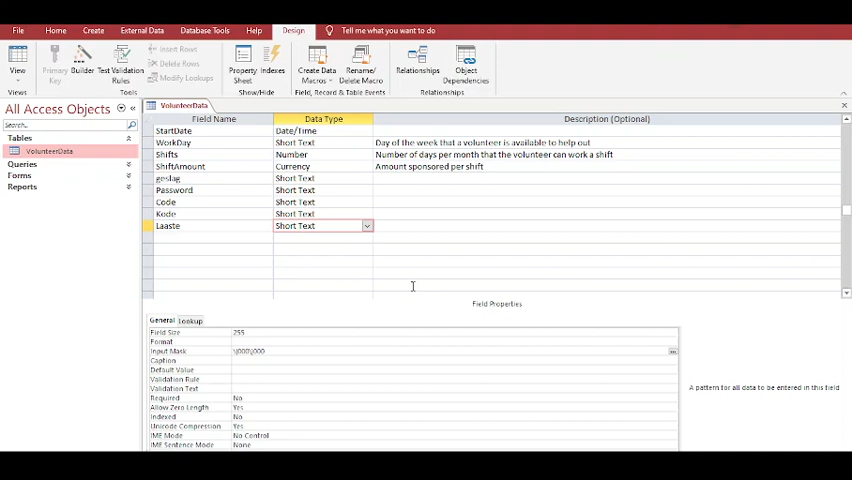 File Home Create External Data Database Tools Help Design Tell me what you want to do
View Primary Key Builder Test Validation Rules Insert Rows Delete Rows Modify Lookups Property Sheet Indexes Create Data Macros Rename/ Delete Macro Relationships Object Dependencies
Views Tools Show/Hide Field, Record & Table Events Relationships
All Access Objects
Search...
Tables
VolunteerData
Queries
Forms
Reports
VolunteerData
Field Name Data Type Description (Optional)
StartDate Date/Time
WorkDay Short Text Day of the week that a volunteer is available to help out
Shifts Number Number of days per month that the volunteer can work a shift
ShiftAmount Currency Amount sponsored per shift
geslag Short Text
Password Short Text
Code Short Text
Kode Short Text
Laaste Short Text
Field Properties
General Lookup
Field Size 255
Format
Input Mask \(000\)000
Caption
Default Value
Validation Rule
Validation Text
Required No
Allow Zero Length Yes
Indexed No
Unicode Compression Yes
IME Mode No Control
IME Sentence Mode None
A pattern for all data to be entered in this field